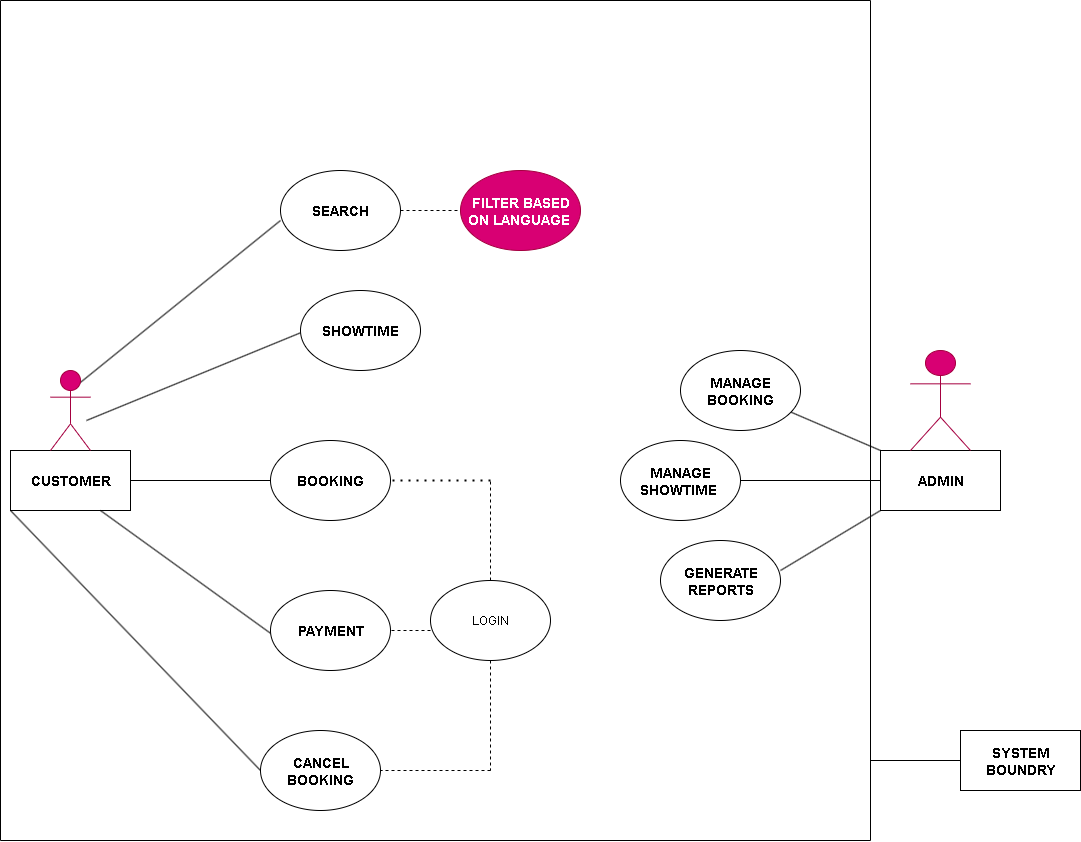 SEARCH
FILTER BASED
ON LANGUAGE
SHOWTIME
MANAGE
BOOKING
CUSTOMER
BOOKING
MANAGE
SHOWTIME
ADMIN
GENERATE
REPORTS
PAYMENT
LOGIN
CANCEL
BOOKING
SYSTEM
BOUNDRY